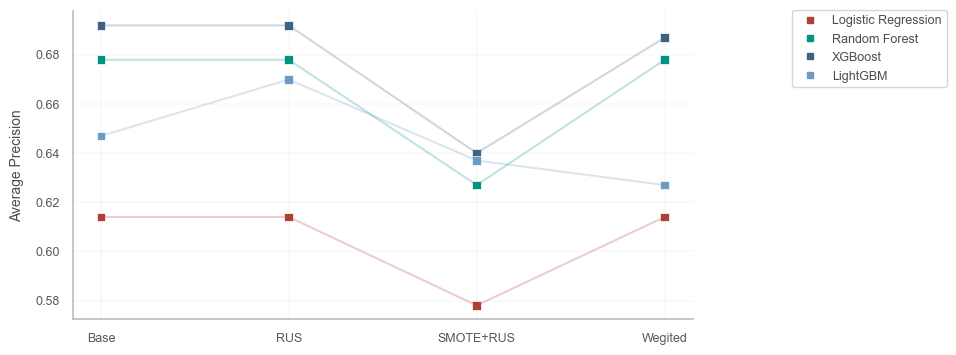 Average Precision
0.68
0.66
0.64
0.62
0.60
0.58
Base RUS SMOTE+RUS Wegited
Logistic Regression
Random Forest
XGBoost
LightGBM